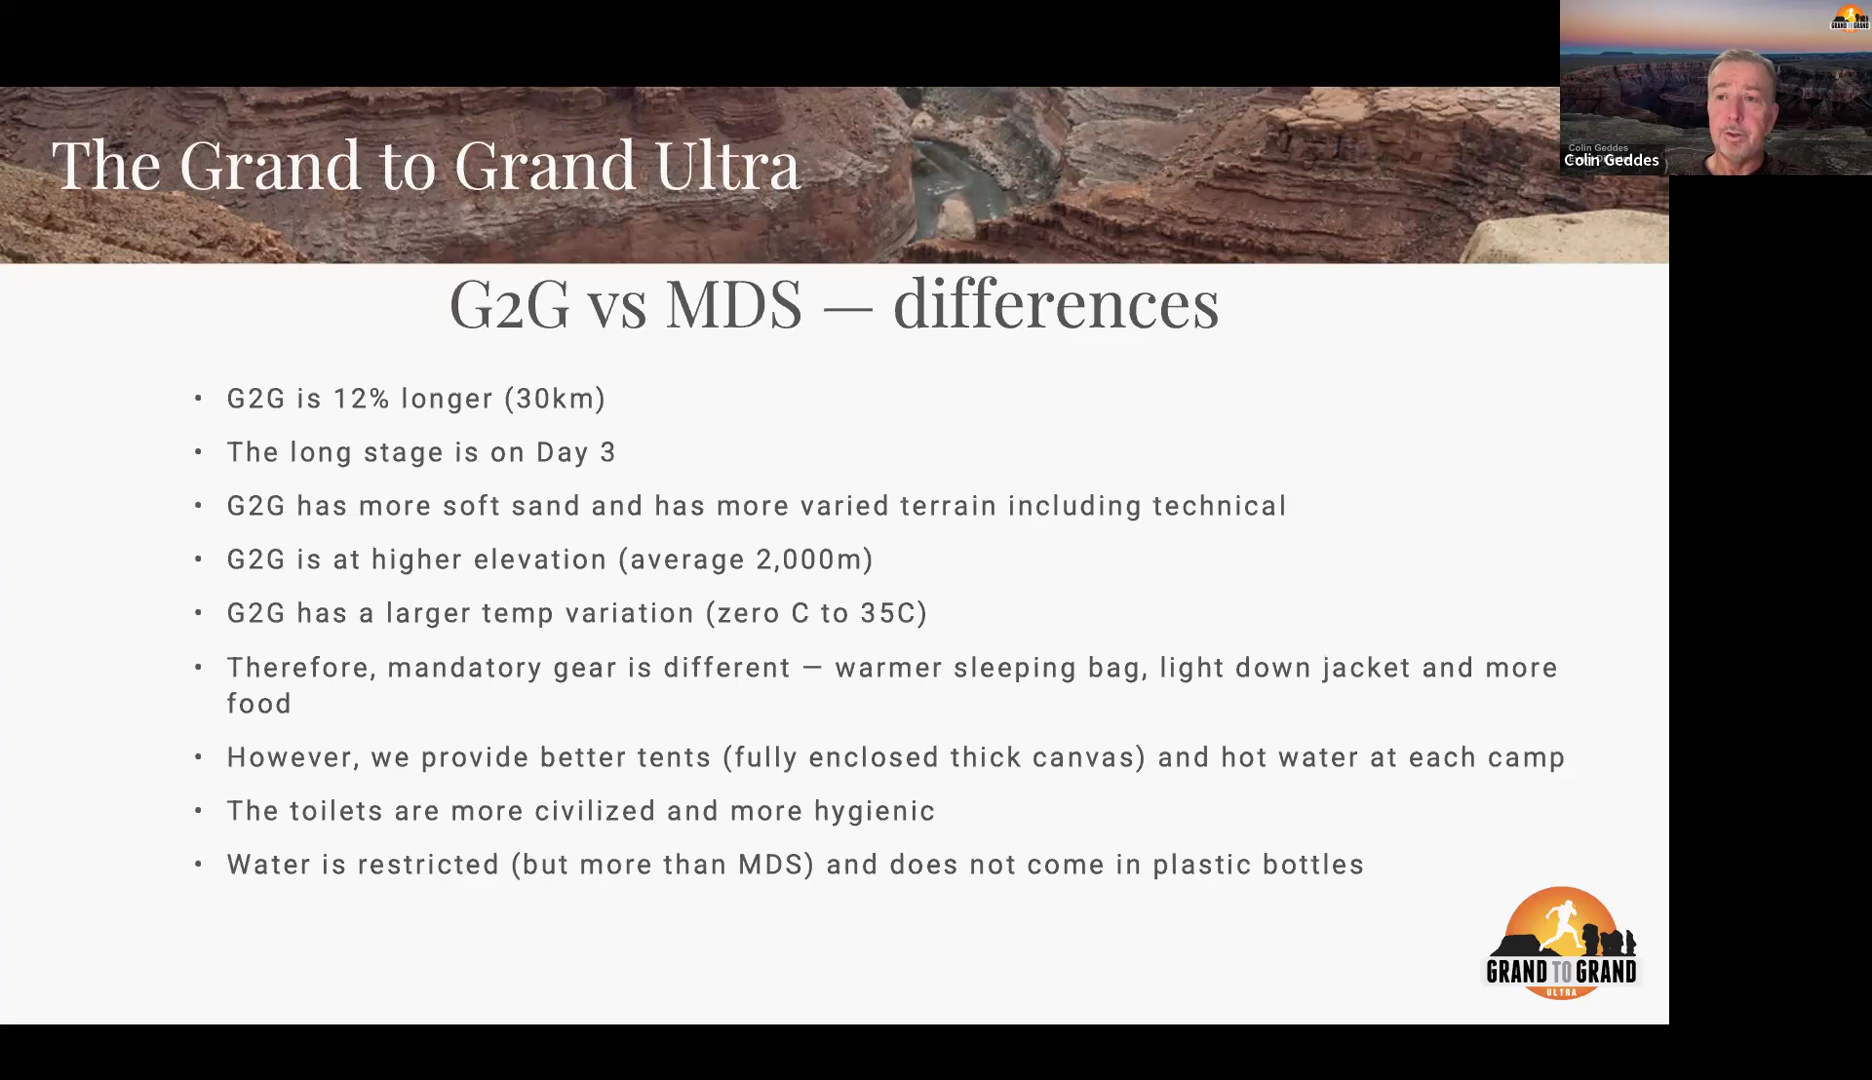 The Grand to Grand Ultra
GRAND TO GRAND
Colin Geddes
Colin Geddes
G2G vs MDS — differences
• G2G is 12% longer (30km)
• The long stage is on Day 3
• G2G has more soft sand and has more varied terrain including technical
• G2G is at higher elevation (average 2,000m)
• G2G has a larger temp variation (zero C to 35C)
• Therefore, mandatory gear is different — warmer sleeping bag, light down jacket and more
food
• However, we provide better tents (fully enclosed thick canvas) and hot water at each camp
• The toilets are more civilized and more hygienic
• Water is restricted (but more than MDS) and does not come in plastic bottles
GRAND TO GRAND
ULTRA